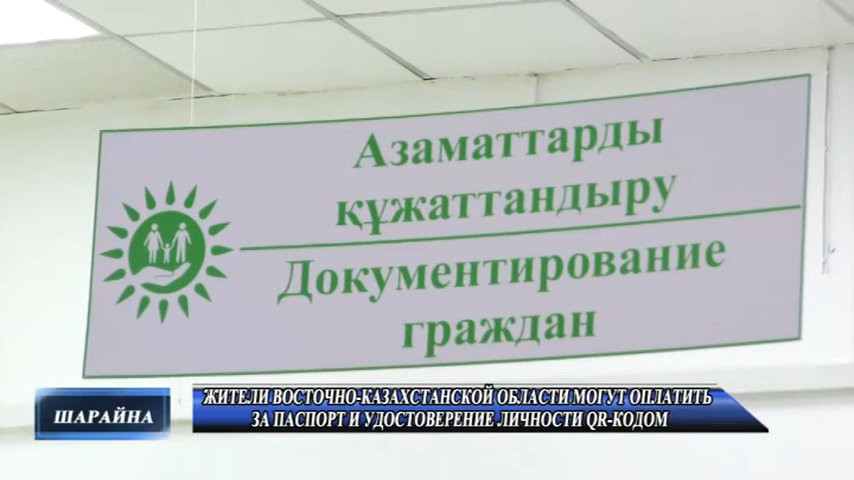 Азаматтарды
құжаттандыру
Документирование
граждан
ЖИТЕЛИ ВОСТОЧНО-КАЗАХСТАНСКОЙ ОБЛАСТИ МОГУТ ОПЛАТИТЬ
ЗА ПАСПОРТ И УДОСТОВЕРЕНИЕ ЛИЧНОСТИ QR-КОДОМ
ШАРАЙНА